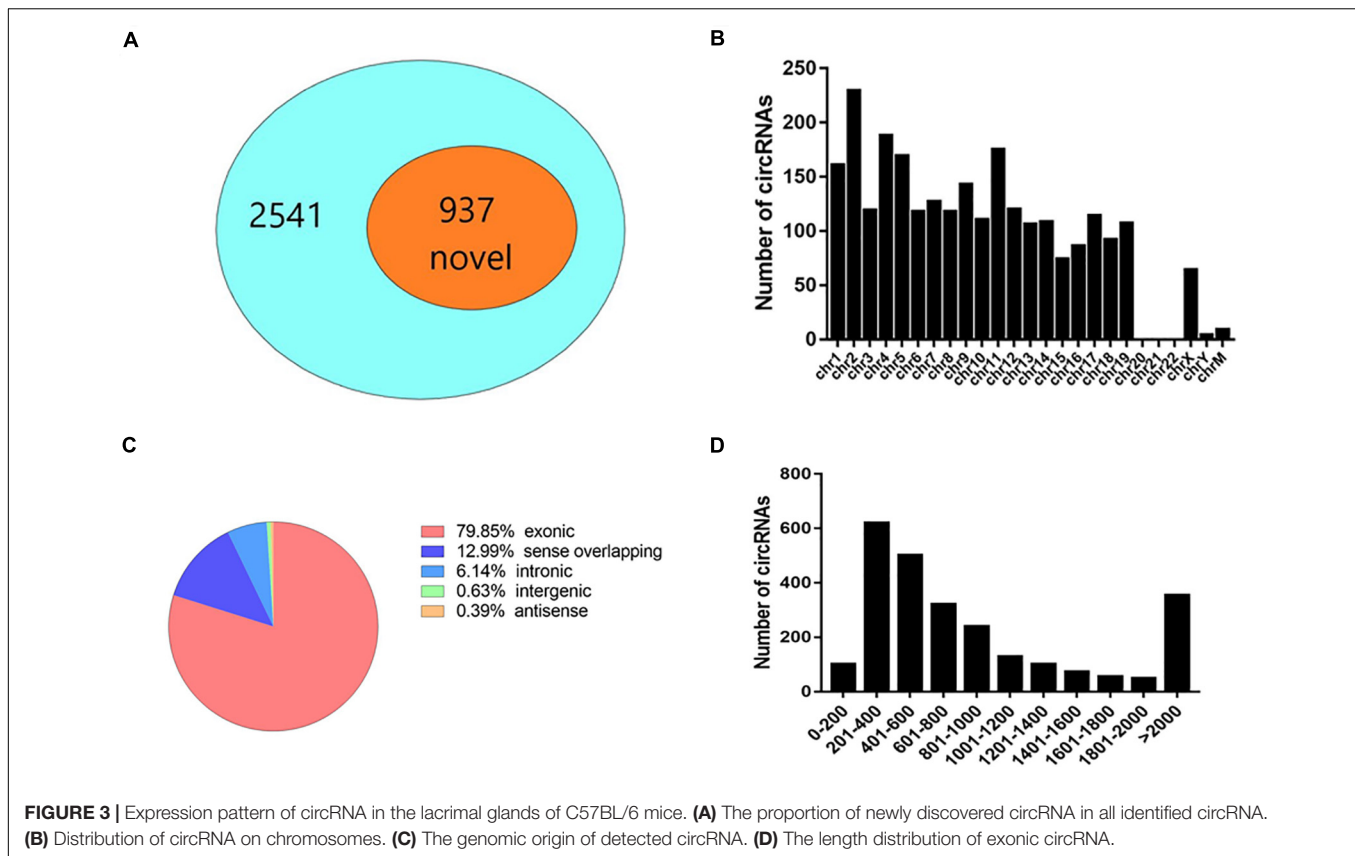 A
2541
937
novel
B
Number of circRNAs
250
200
150
100
50
0
chr1
chr2
chr3
chr4
chr5
chr6
chr7
chr8
chr9
chr10
chr11
chr12
chr13
chr14
chr15
chr16
chr17
chr18
chr19
chr20
chr21
chr22
chrX
chrY
chrM
C
79.85% exonic
12.99% sense overlapping
6.14% intronic
0.63% intergenic
0.39% antisense
D
Number of circRNAs
800
600
400
200
0
0-200
201-400
401-600
601-800
801-1000
1001-1200
1201-1400
1401-1600
1601-1800
1801-2000
>2000
FIGURE 3 | Expression pattern of circRNA in the lacrimal glands of C57BL/6 mice. (A) The proportion of newly discovered circRNA in all identified circRNA.
(B) Distribution of circRNA on chromosomes. (C) The genomic origin of detected circRNA. (D) The length distribution of exonic circRNA.